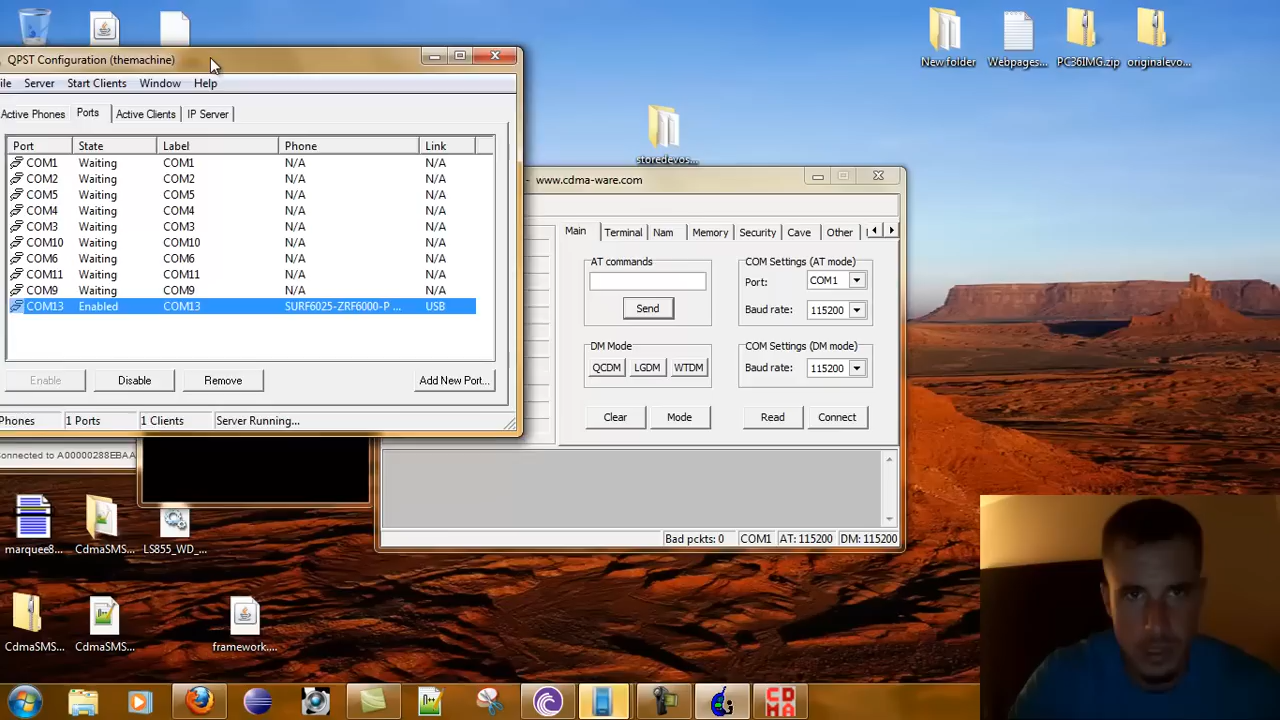 QPST Configuration (themachine)
ile Server Start Clients Window Help
Active Phones Ports Active Clients IP Server
Port State Label Phone Link
COM1 Waiting COM1 N/A N/A
COM2 Waiting COM2 N/A N/A
COM5 Waiting COM5 N/A N/A
COM4 Waiting COM4 N/A N/A
COM3 Waiting COM3 N/A N/A
COM10 Waiting COM10 N/A N/A
COM6 Waiting COM6 N/A N/A
COM11 Waiting COM11 N/A N/A
COM9 Waiting COM9 N/A N/A
COM13 Enabled COM13 SURF6025-ZRF6000-P ... USB
Enable Disable Remove Add New Port...
Phones 1 Ports 1 Clients Server Running...
onnected to A00000288EBAA
New folder Webpages... PC36IMG.zip originalevo...
storedevos...
- www.cdma-ware.com
Main Terminal Nam Memory Security Cave Other
AT commands
Send
COM Settings (AT mode)
Port: COM1
Baud rate: 115200
DM Mode
QCDM LGDM WTDM
COM Settings (DM mode)
Baud rate: 115200
Clear Mode Read Connect
Bad pckts: 0 COM1 AT: 115200 DM: 115200
marquee8... CdmaSMS... LS855_WD_...
CdmaSMS... CdmaSMS... framework....
CD
MA